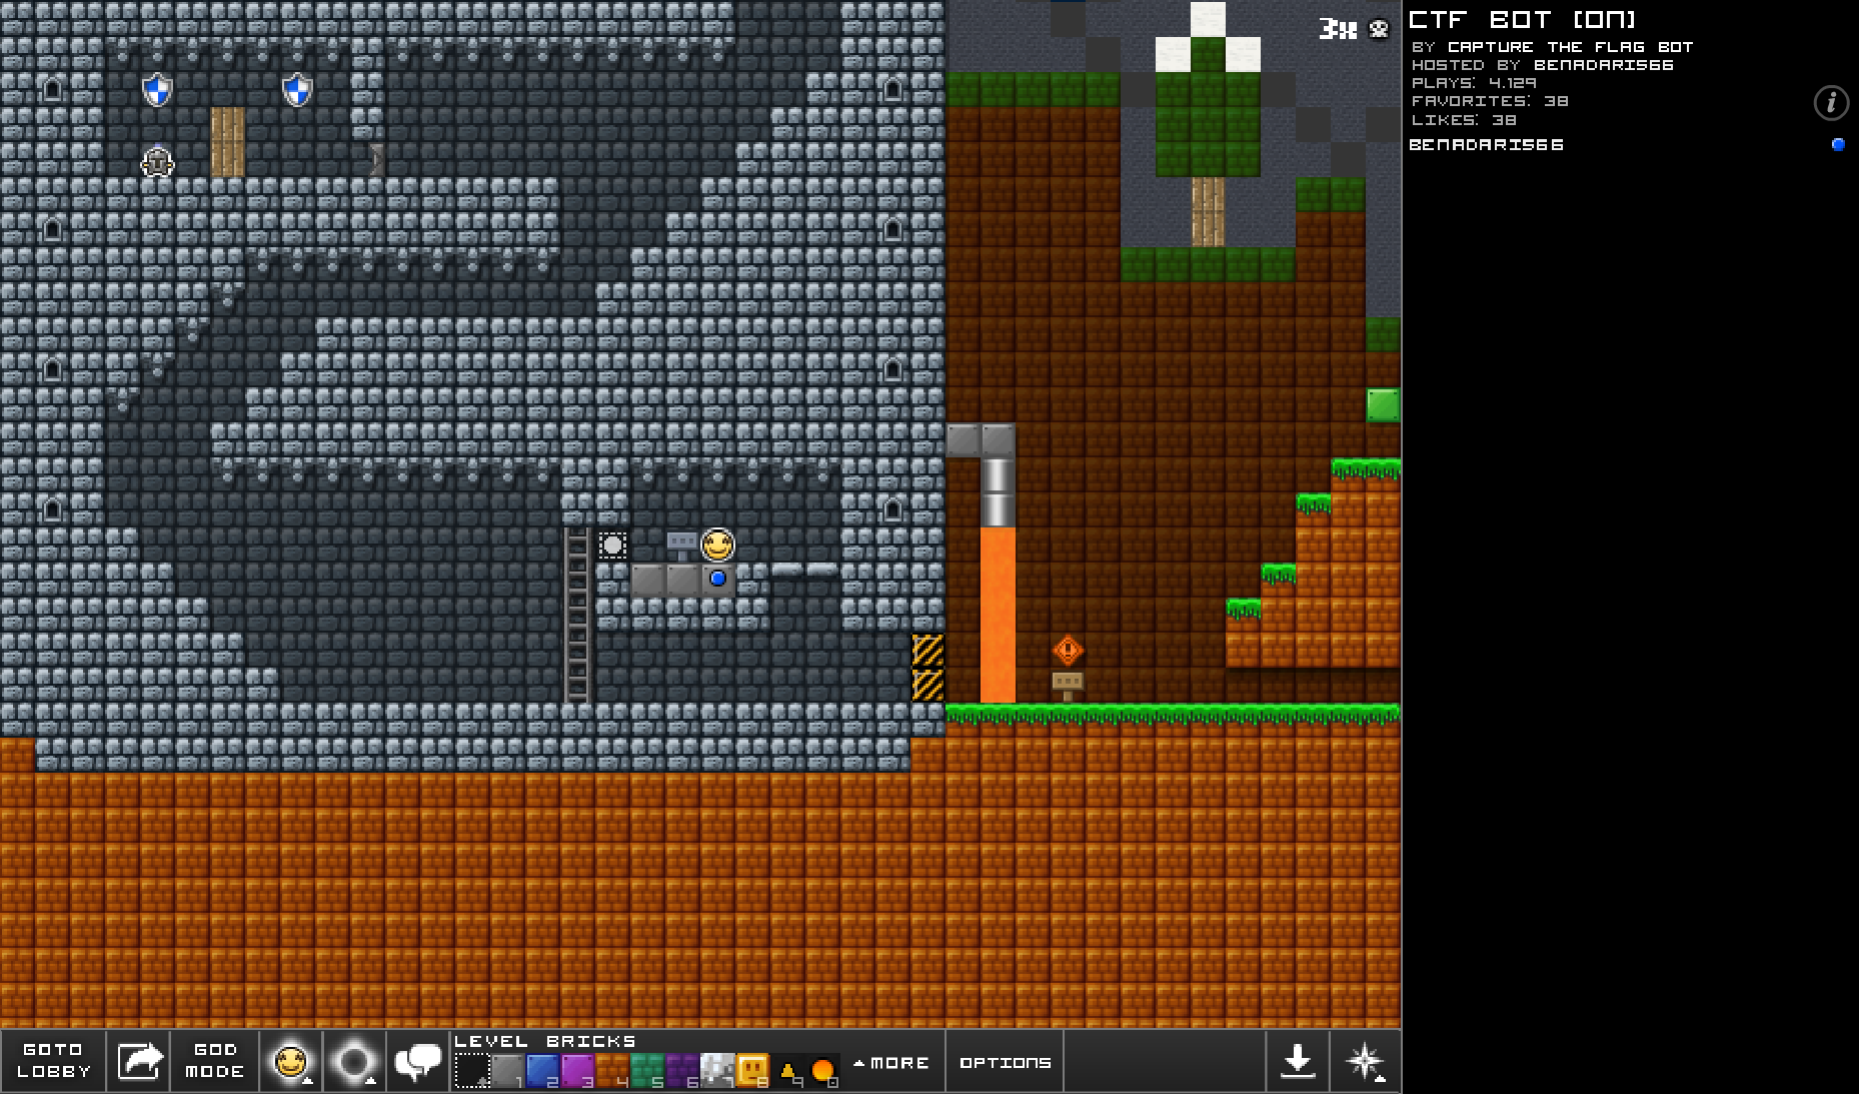 3X
CTF BOT [ON]
BY CAPTURE THE FLAG BOT
HOSTED BY BENADARIS66
PLAYS: 4,129
FAVORITES: 38
LIKES: 38
BENADARIS66
GOTO LOBBY
GOD MODE
LEVEL BRICKS
1 2 3 4 5 6 7 8 9 0
MORE
OPTIONS